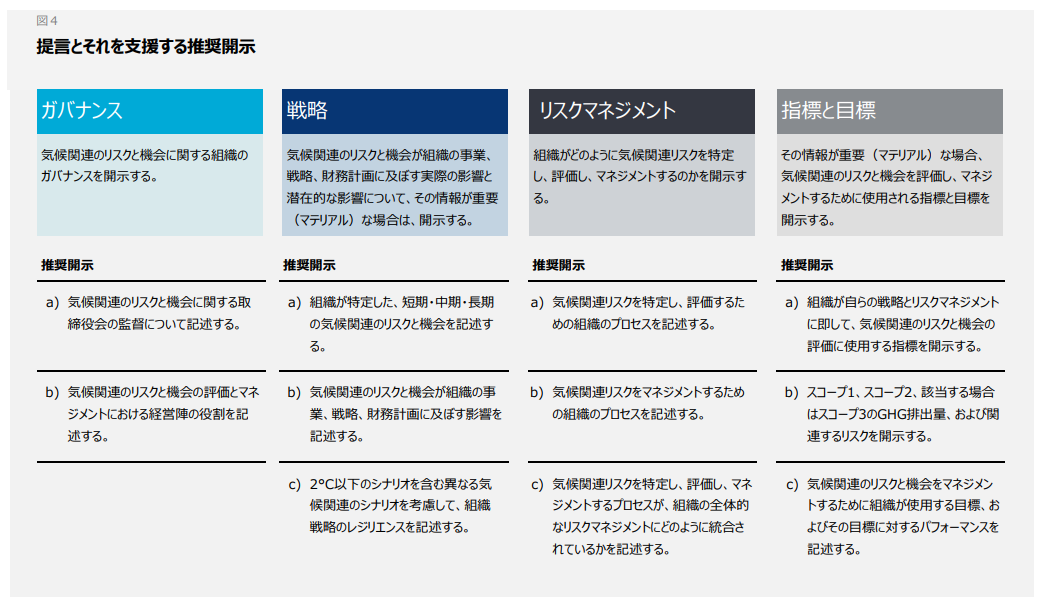 図4
提言とそれを支援する推奨開示
ガバナンス
気候関連のリスクと機会に関する組織の
ガバナンスを開示する。
推奨開示
a) 気候関連のリスクと機会に関する取
締役会の監督について記述する。
b) 気候関連のリスクと機会の評価とマネ
ジメントにおける経営陣の役割を記
述する。
戦略
気候関連のリスクと機会が組織の事業、
戦略、財務計画に及ぼす実際の影響と
潜在的な影響について、その情報が重要
（マテリアル）な場合は、開示する。
推奨開示
a) 組織が特定した、短期・中期・長期
の気候関連のリスクと機会を記述す
る。
b) 気候関連のリスクと機会が組織の事
業、戦略、財務計画に及ぼす影響を
記述する。
c) 2℃以下のシナリオを含む異なる気
候関連のシナリオを考慮して、組織
戦略のレジリエンスを記述する。
リスクマネジメント
組織がどのように気候関連リスクを特定
し、評価し、マネジメントするのかを開示す
る。
推奨開示
a) 気候関連リスクを特定し、評価するた
めの組織のプロセスを記述する。
b) 気候関連リスクをマネジメントするため
の組織のプロセスを記述する。
c) 気候関連リスクを特定し、評価し、マネ
ジメントするプロセスが、組織の全体的
なリスクマネジメントにどのように統合さ
れているかを記述する。
指標と目標
その情報が重要（マテリアル）な場合、
気候関連のリスクと機会を評価し、マネジ
メントするために使用される指標と目標を
開示する。
推奨開示
a) 組織が自らの戦略とリスクマネジメント
に即して、気候関連のリスクと機会の
評価に使用する指標を開示する。
b) スコープ1、スコープ2、該当する場合
はスコープ3のGHG排出量、および関
連するリスクを開示する。
c) 気候関連のリスクと機会をマネジメン
トするために組織が使用する目標、お
よびその目標に対するパフォーマンスを
記述する。